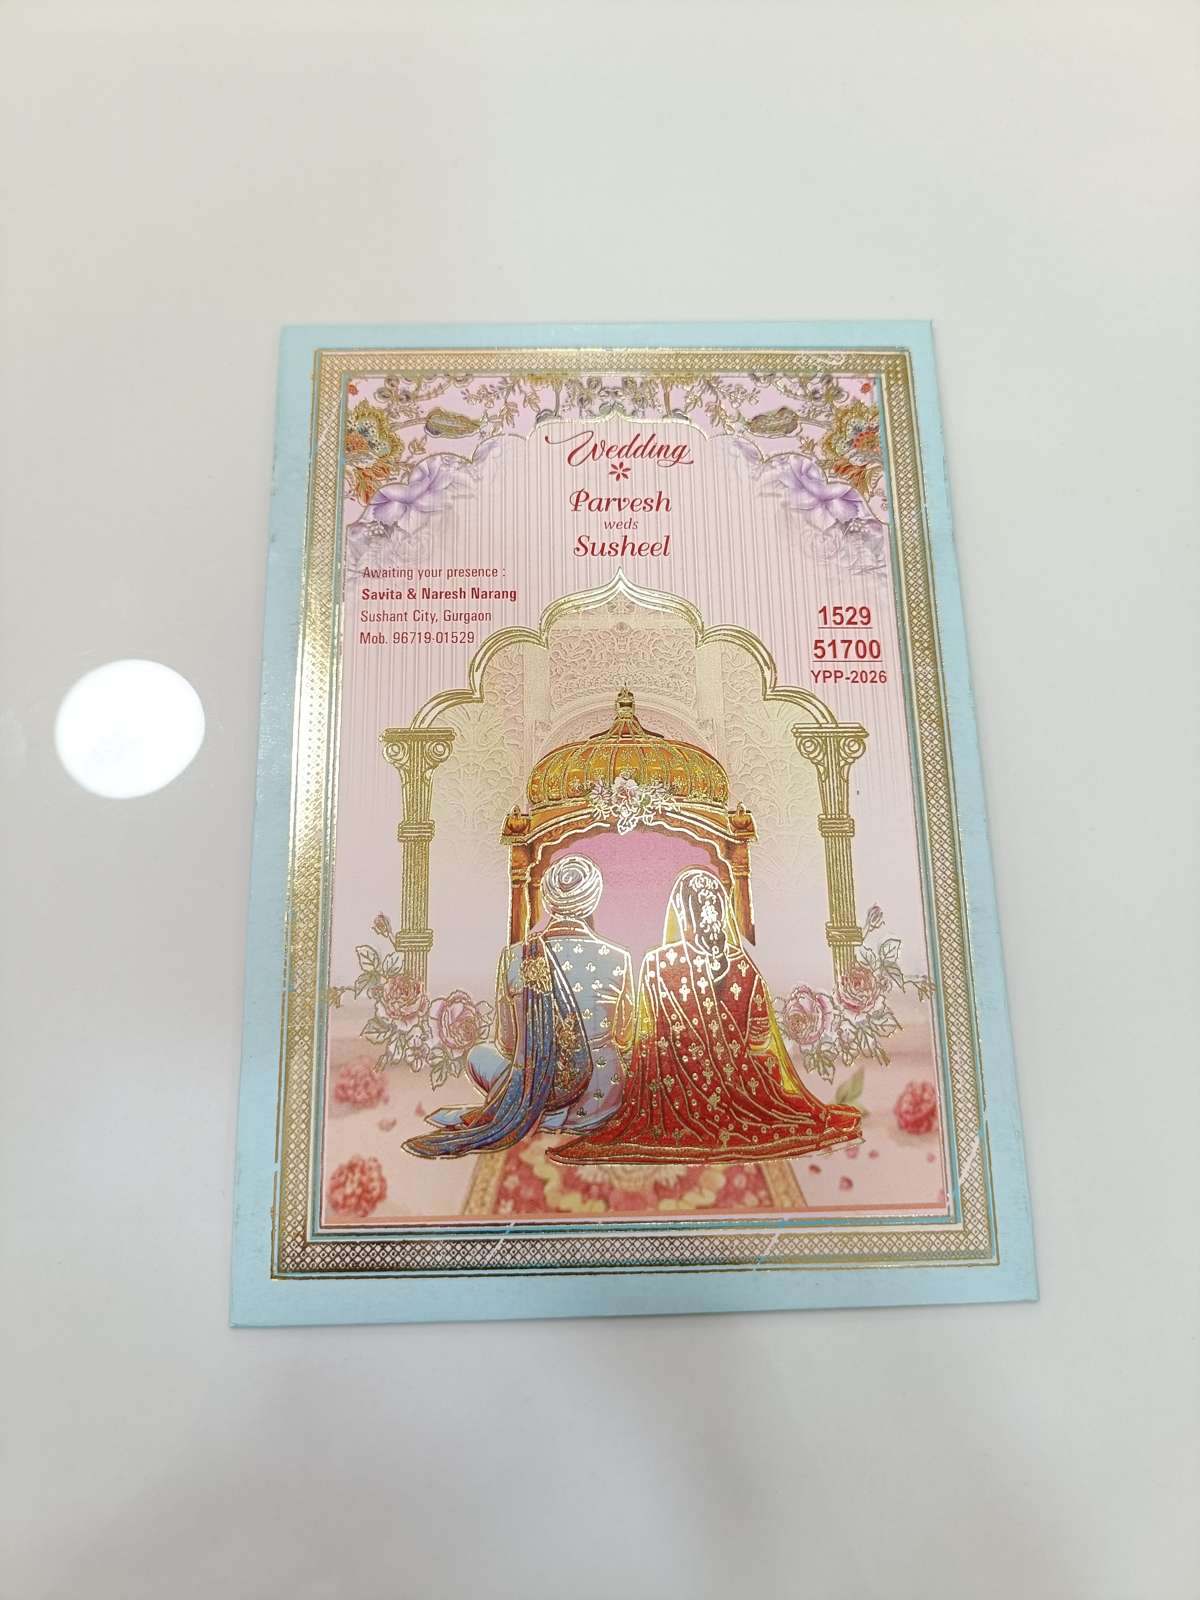 Wedding
Parvesh
weds
Susheel
Awaiting your presence :
Savita & Naresh Narang
Sushant City, Gurgaon
Mob. 96719-01529
1529
51700
YPP-2026